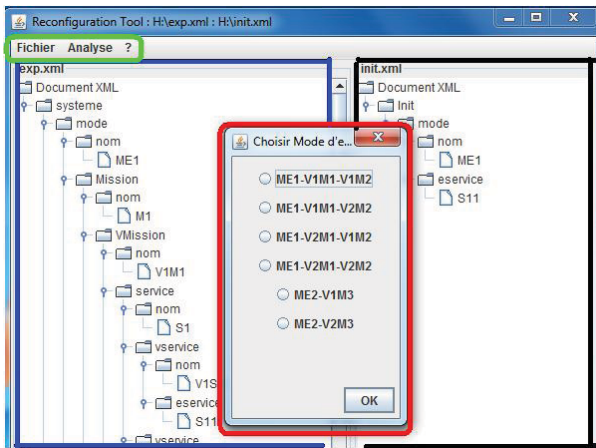 Reconfiguration Tool : H:\exp.xml : H:\init.xml
Fichier Analyse ?
exp.xml
Document XML
systeme
mode
nom
ME1
Mission
nom
M1
VMission
nom
V1M1
service
nom
S1
vservice
nom
V1S
eservice
S11
vservice
Choisir Mode d'e...
ME1-V1M1-V1M2
ME1-V1M1-V2M2
ME1-V2M1-V1M2
ME1-V2M1-V2M2
ME2-V1M3
ME2-V2M3
OK
init.xml
Document XML
Init
mode
nom
ME1
eservice
S11